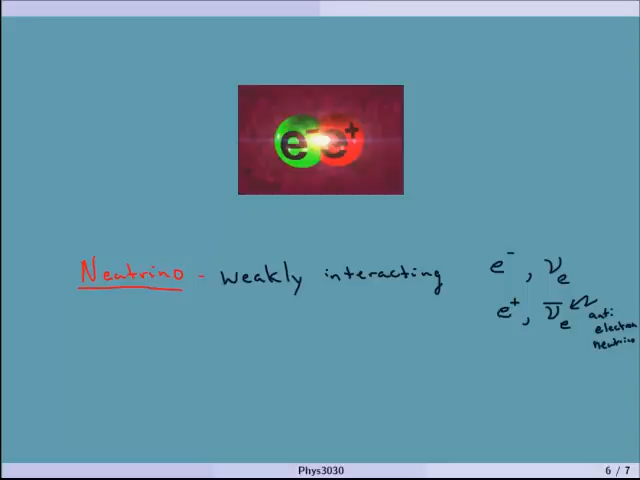 e⁻ e⁺
Neutrino - weakly interacting
e⁻, νₑ
e⁺, ν̅ₑ
anti
electron
neutrino
Phys3030
6 / 7